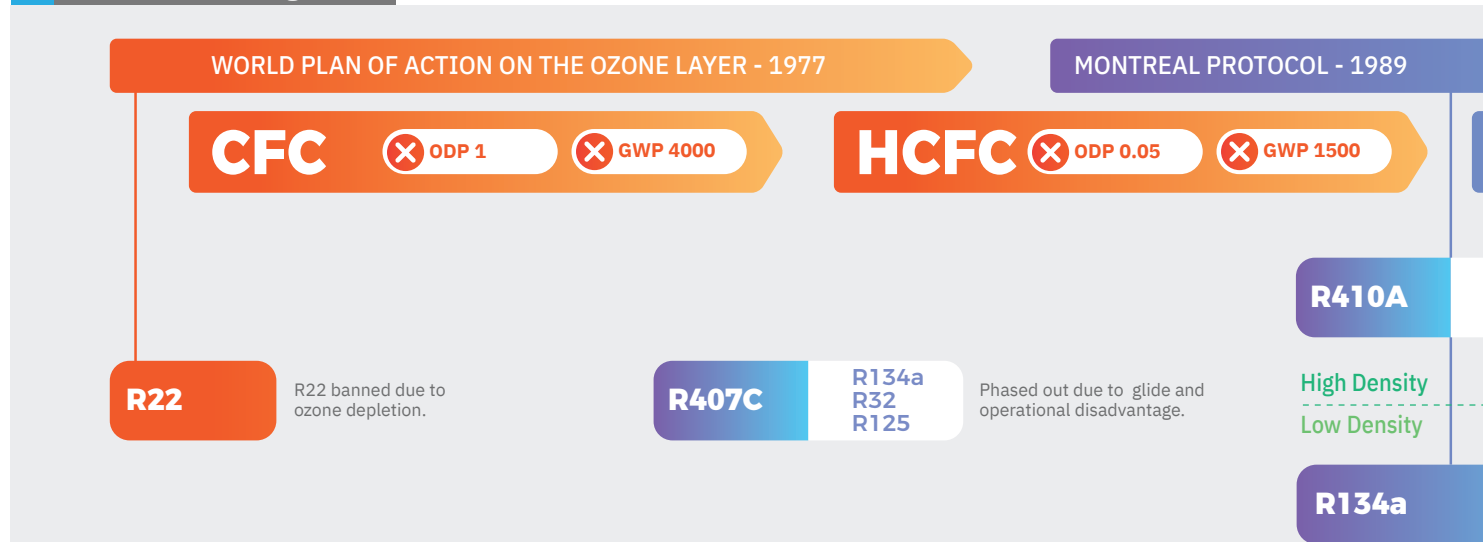 WORLD PLAN OF ACTION ON THE OZONE LAYER - 1977
MONTREAL PROTOCOL - 1989
CFC
ODP 1
GWP 4000
HCFC
ODP 0.05
GWP 1500
R410A
R22
R22 banned due to
ozone depletion.
R407C
R134a
R32
R125
Phased out due to glide and
operational disadvantage.
High Density
Low Density
R134a